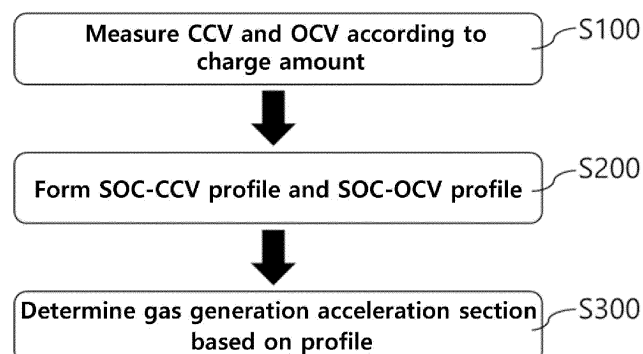 Measure CCV and OCV according to
charge amount
S100
Form SOC-CCV profile and SOC-OCV profile
S200
Determine gas generation acceleration section
based on profile
S300